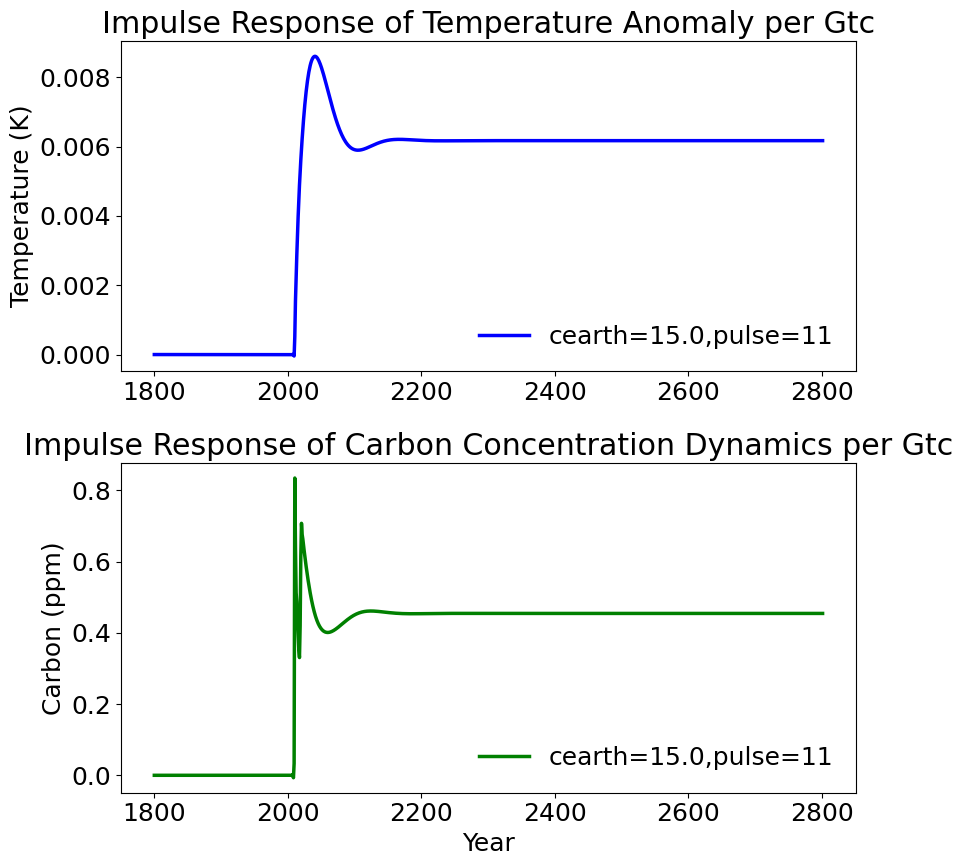 Impulse Response of Temperature Anomaly per Gtc
Temperature (K)
0.008
0.006
0.004
0.002
0.000
cearth=15.0,pulse=11
1800 2000 2200 2400 2600 2800
Impulse Response of Carbon Concentration Dynamics per Gtc
Carbon (ppm)
0.8
0.6
0.4
0.2
0.0
cearth=15.0,pulse=11
1800 2000 2200 2400 2600 2800
Year